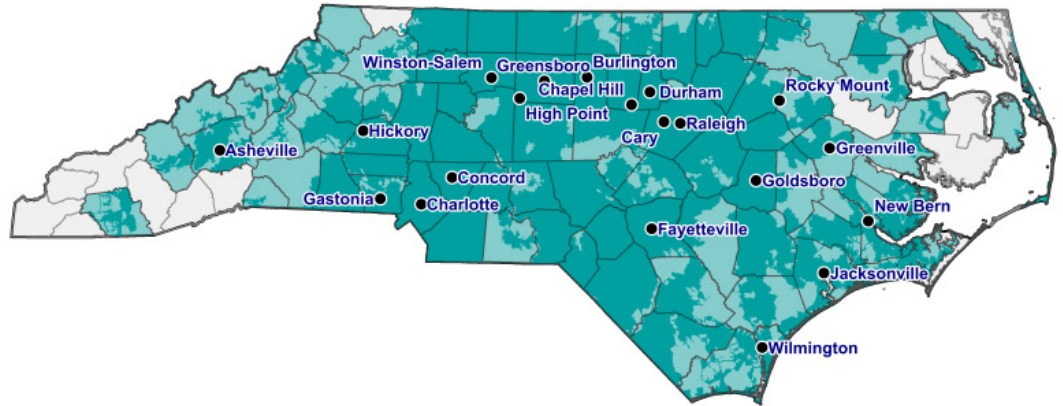 Winston-Salem
Greensboro
Burlington
Chapel Hill
Durham
High Point
Rocky Mount
Cary
Raleigh
Hickory
Asheville
Greenville
Concord
Goldsboro
Gastonia
Charlotte
New Bern
Fayetteville
Jacksonville
Wilmington